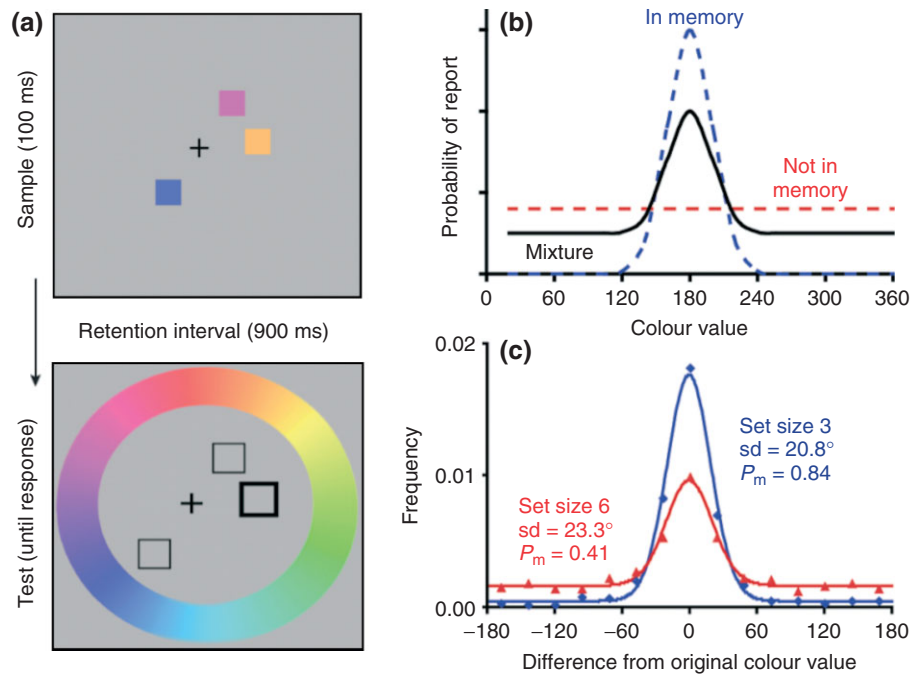 (a)
Sample (100 ms)
Retention interval (900 ms)
Test (until response)
(b)
In memory
Not in
memory
Mixture
Probability of report
0 60 120 180 240 300 360
Colour value
(c)
0.02
0.01
0.00
Frequency
Set size 3
sd = 20.8°
Pm = 0.84
Set size 6
sd = 23.3°
Pm = 0.41
−180 −120 −60 0 60 120 180
Difference from original colour value